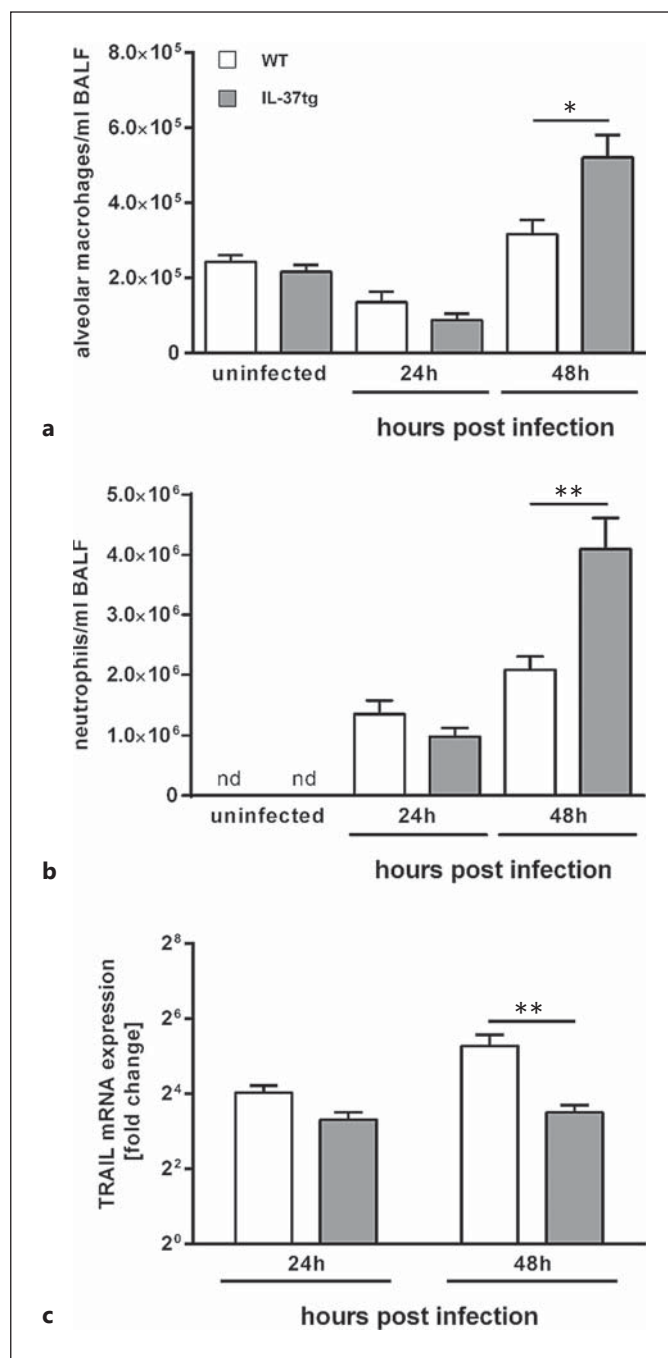 8.0×10⁵
WT
IL-37tg
6.0×10⁵
*
4.0×10⁵
2.0×10⁵
0
alveolar macrohages/ml BALF
uninfected
24h
48h
hours post infection
a
5.0×10⁶
**
4.0×10⁶
3.0×10⁶
2.0×10⁶
1.0×10⁶
0
neutrophils/ml BALF
nd nd
uninfected
24h
48h
hours post infection
b
2⁸
2⁶
**
2⁴
2²
2⁰
TRAIL mRNA expression
[fold change]
24h
48h
hours post infection
c